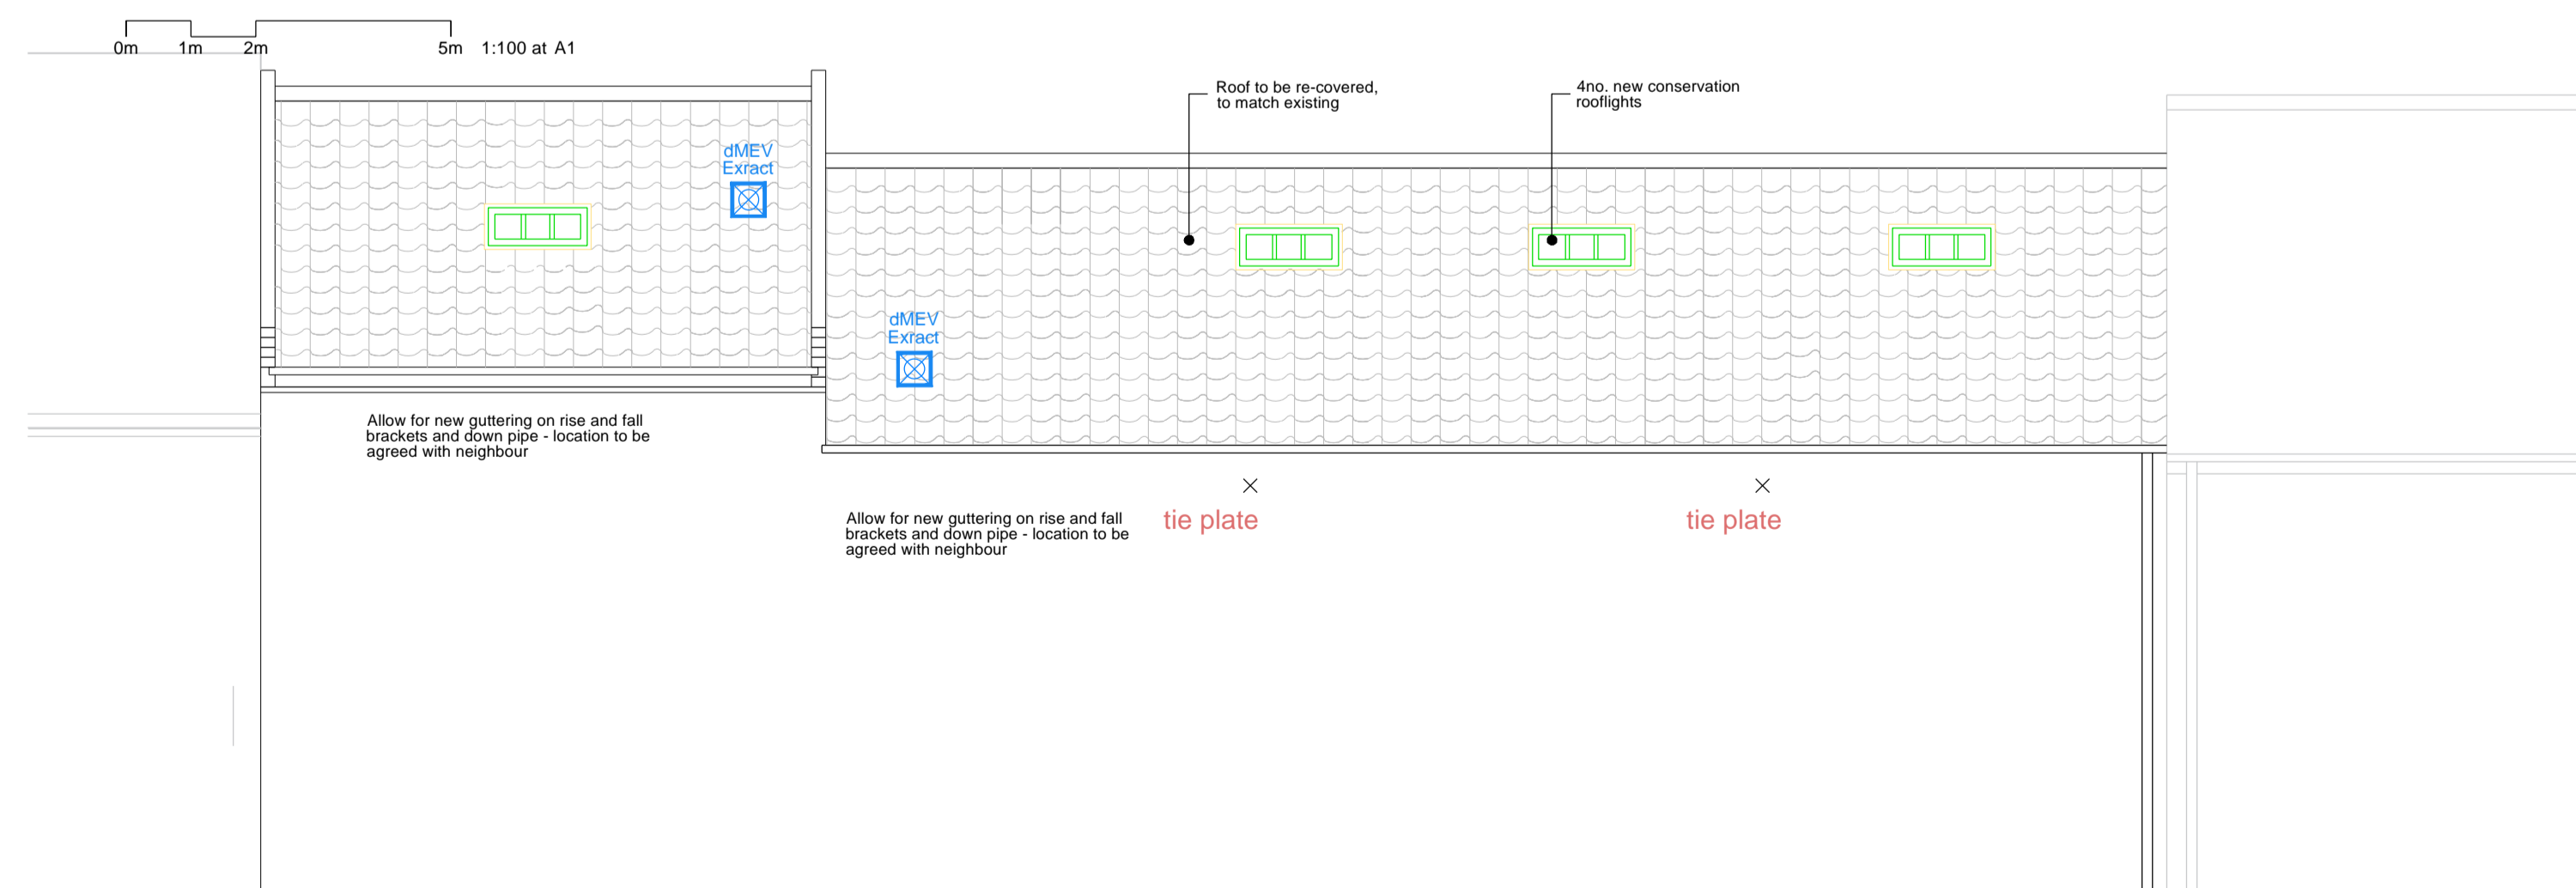 0m 1m 2m 5m 1:100 at A1
Roof to be re-covered,
to match existing
4no. new conservation
rooflights
dMEV
Exract
dMEV
Exract
Allow for new guttering on rise and fall
brackets and down pipe - location to be
agreed with neighbour
Allow for new guttering on rise and fall
brackets and down pipe - location to be
agreed with neighbour
tie plate
tie plate